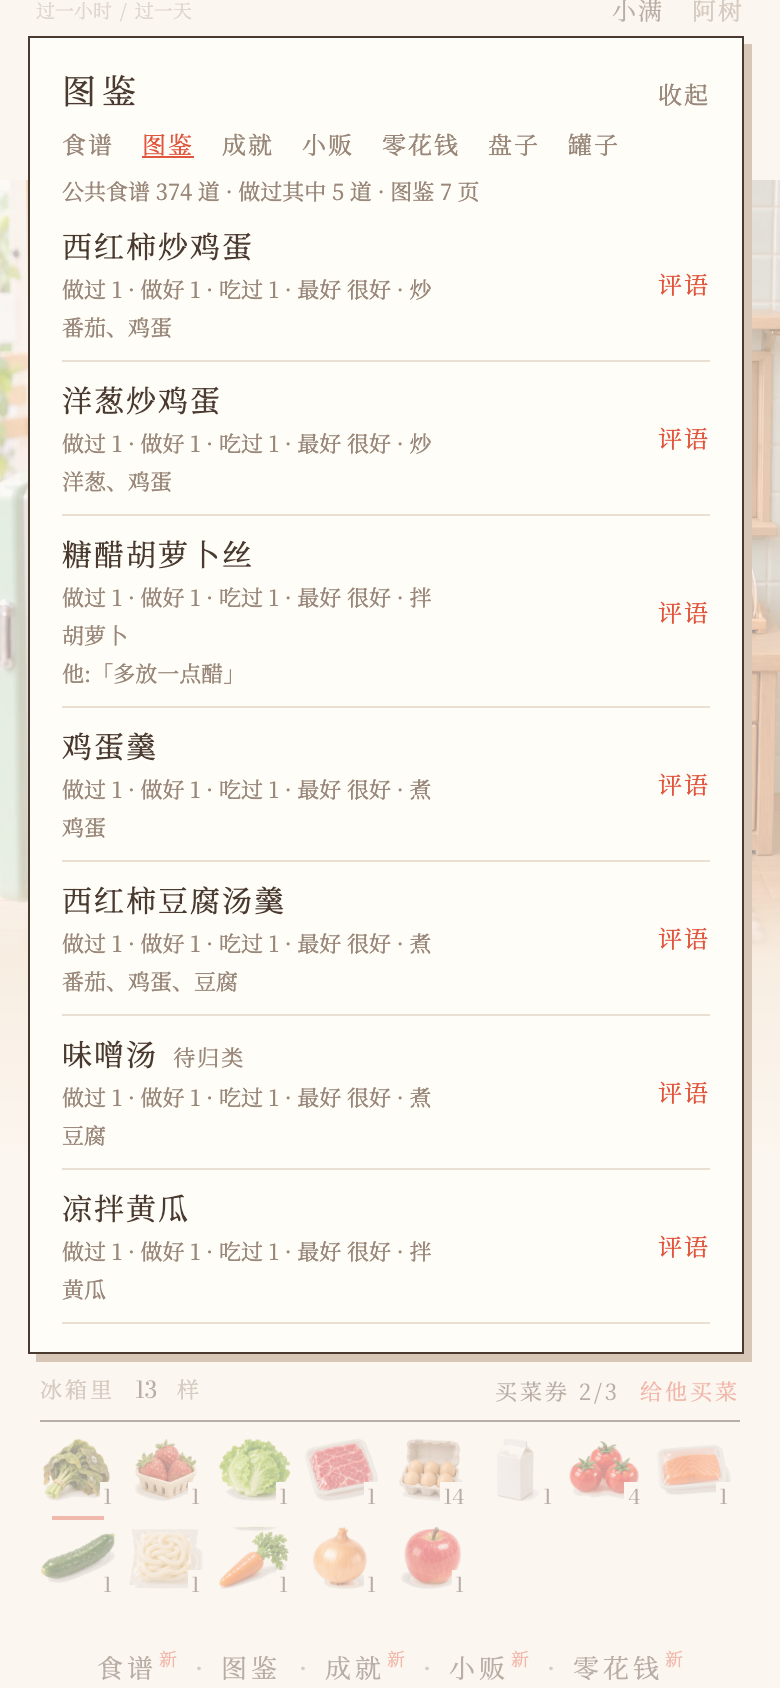 过一小时 / 过一天
小满 阿树
图鉴 收起
食谱 图鉴 成就 小贩 零花钱 盘子 罐子
公共食谱 374 道 · 做过其中 5 道 · 图鉴 7 页
西红柿炒鸡蛋
做过 1 · 做好 1 · 吃过 1 · 最好 很好 · 炒
评语
番茄、鸡蛋
洋葱炒鸡蛋
做过 1 · 做好 1 · 吃过 1 · 最好 很好 · 炒
评语
洋葱、鸡蛋
糖醋胡萝卜丝
做过 1 · 做好 1 · 吃过 1 · 最好 很好 · 拌
评语
胡萝卜
他:「多放一点醋」
鸡蛋羹
做过 1 · 做好 1 · 吃过 1 · 最好 很好 · 煮
评语
鸡蛋
西红柿豆腐汤羹
做过 1 · 做好 1 · 吃过 1 · 最好 很好 · 煮
评语
番茄、鸡蛋、豆腐
味噌汤 待归类
做过 1 · 做好 1 · 吃过 1 · 最好 很好 · 煮
评语
豆腐
凉拌黄瓜
做过 1 · 做好 1 · 吃过 1 · 最好 很好 · 拌
评语
黄瓜
冰箱里 13 样 买菜券 2/3 给他买菜
1 1 1 1 14 1 4 1
1 1 1 1 1
食谱新 · 图鉴 · 成就新 · 小贩新 · 零花钱新